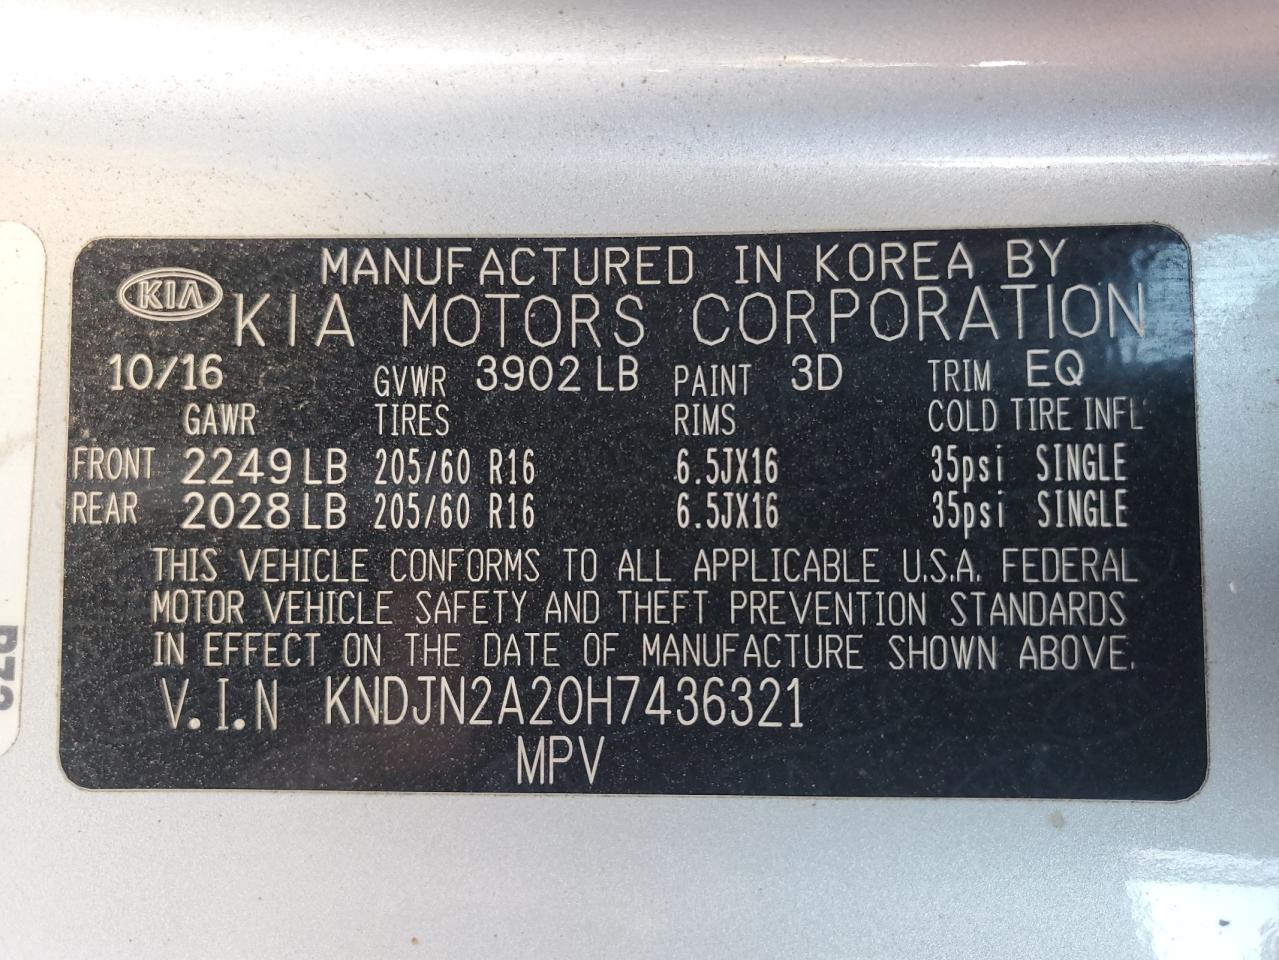 MANUFACTURED IN KOREA BY
KIA KIA MOTORS CORPORATION
10/16 GVWR 3902 LB PAINT 3D TRIM EQ
GAWR TIRES RIMS COLD TIRE INFL
FRONT 2249 LB 205/60 R16 6.5JX16 35psi SINGLE
REAR 2028 LB 205/60 R16 6.5JX16 35psi SINGLE
THIS VEHICLE CONFORMS TO ALL APPLICABLE U.S.A. FEDERAL
MOTOR VEHICLE SAFETY AND THEFT PREVENTION STANDARDS
IN EFFECT ON THE DATE OF MANUFACTURE SHOWN ABOVE.
V.I.N KNDJN2A20H7436321
MPV